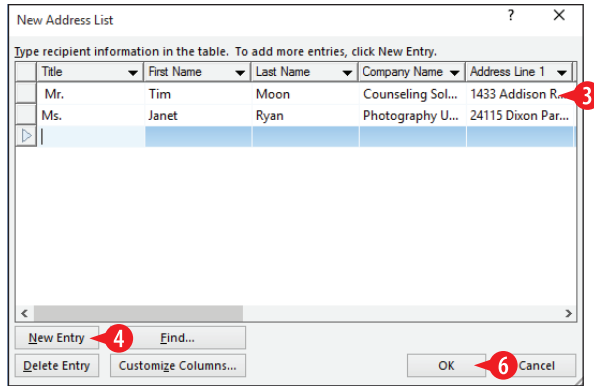 New Address List ? ×
Type recipient information in the table. To add more entries, click New Entry.
Title First Name Last Name Company Name Address Line 1
Mr. Tim Moon Counseling Sol... 1433 Addison R... 3
Ms. Janet Ryan Photography U... 24115 Dixon Par...
New Entry 4 Find...
Delete Entry Customize Columns... OK 6 Cancel